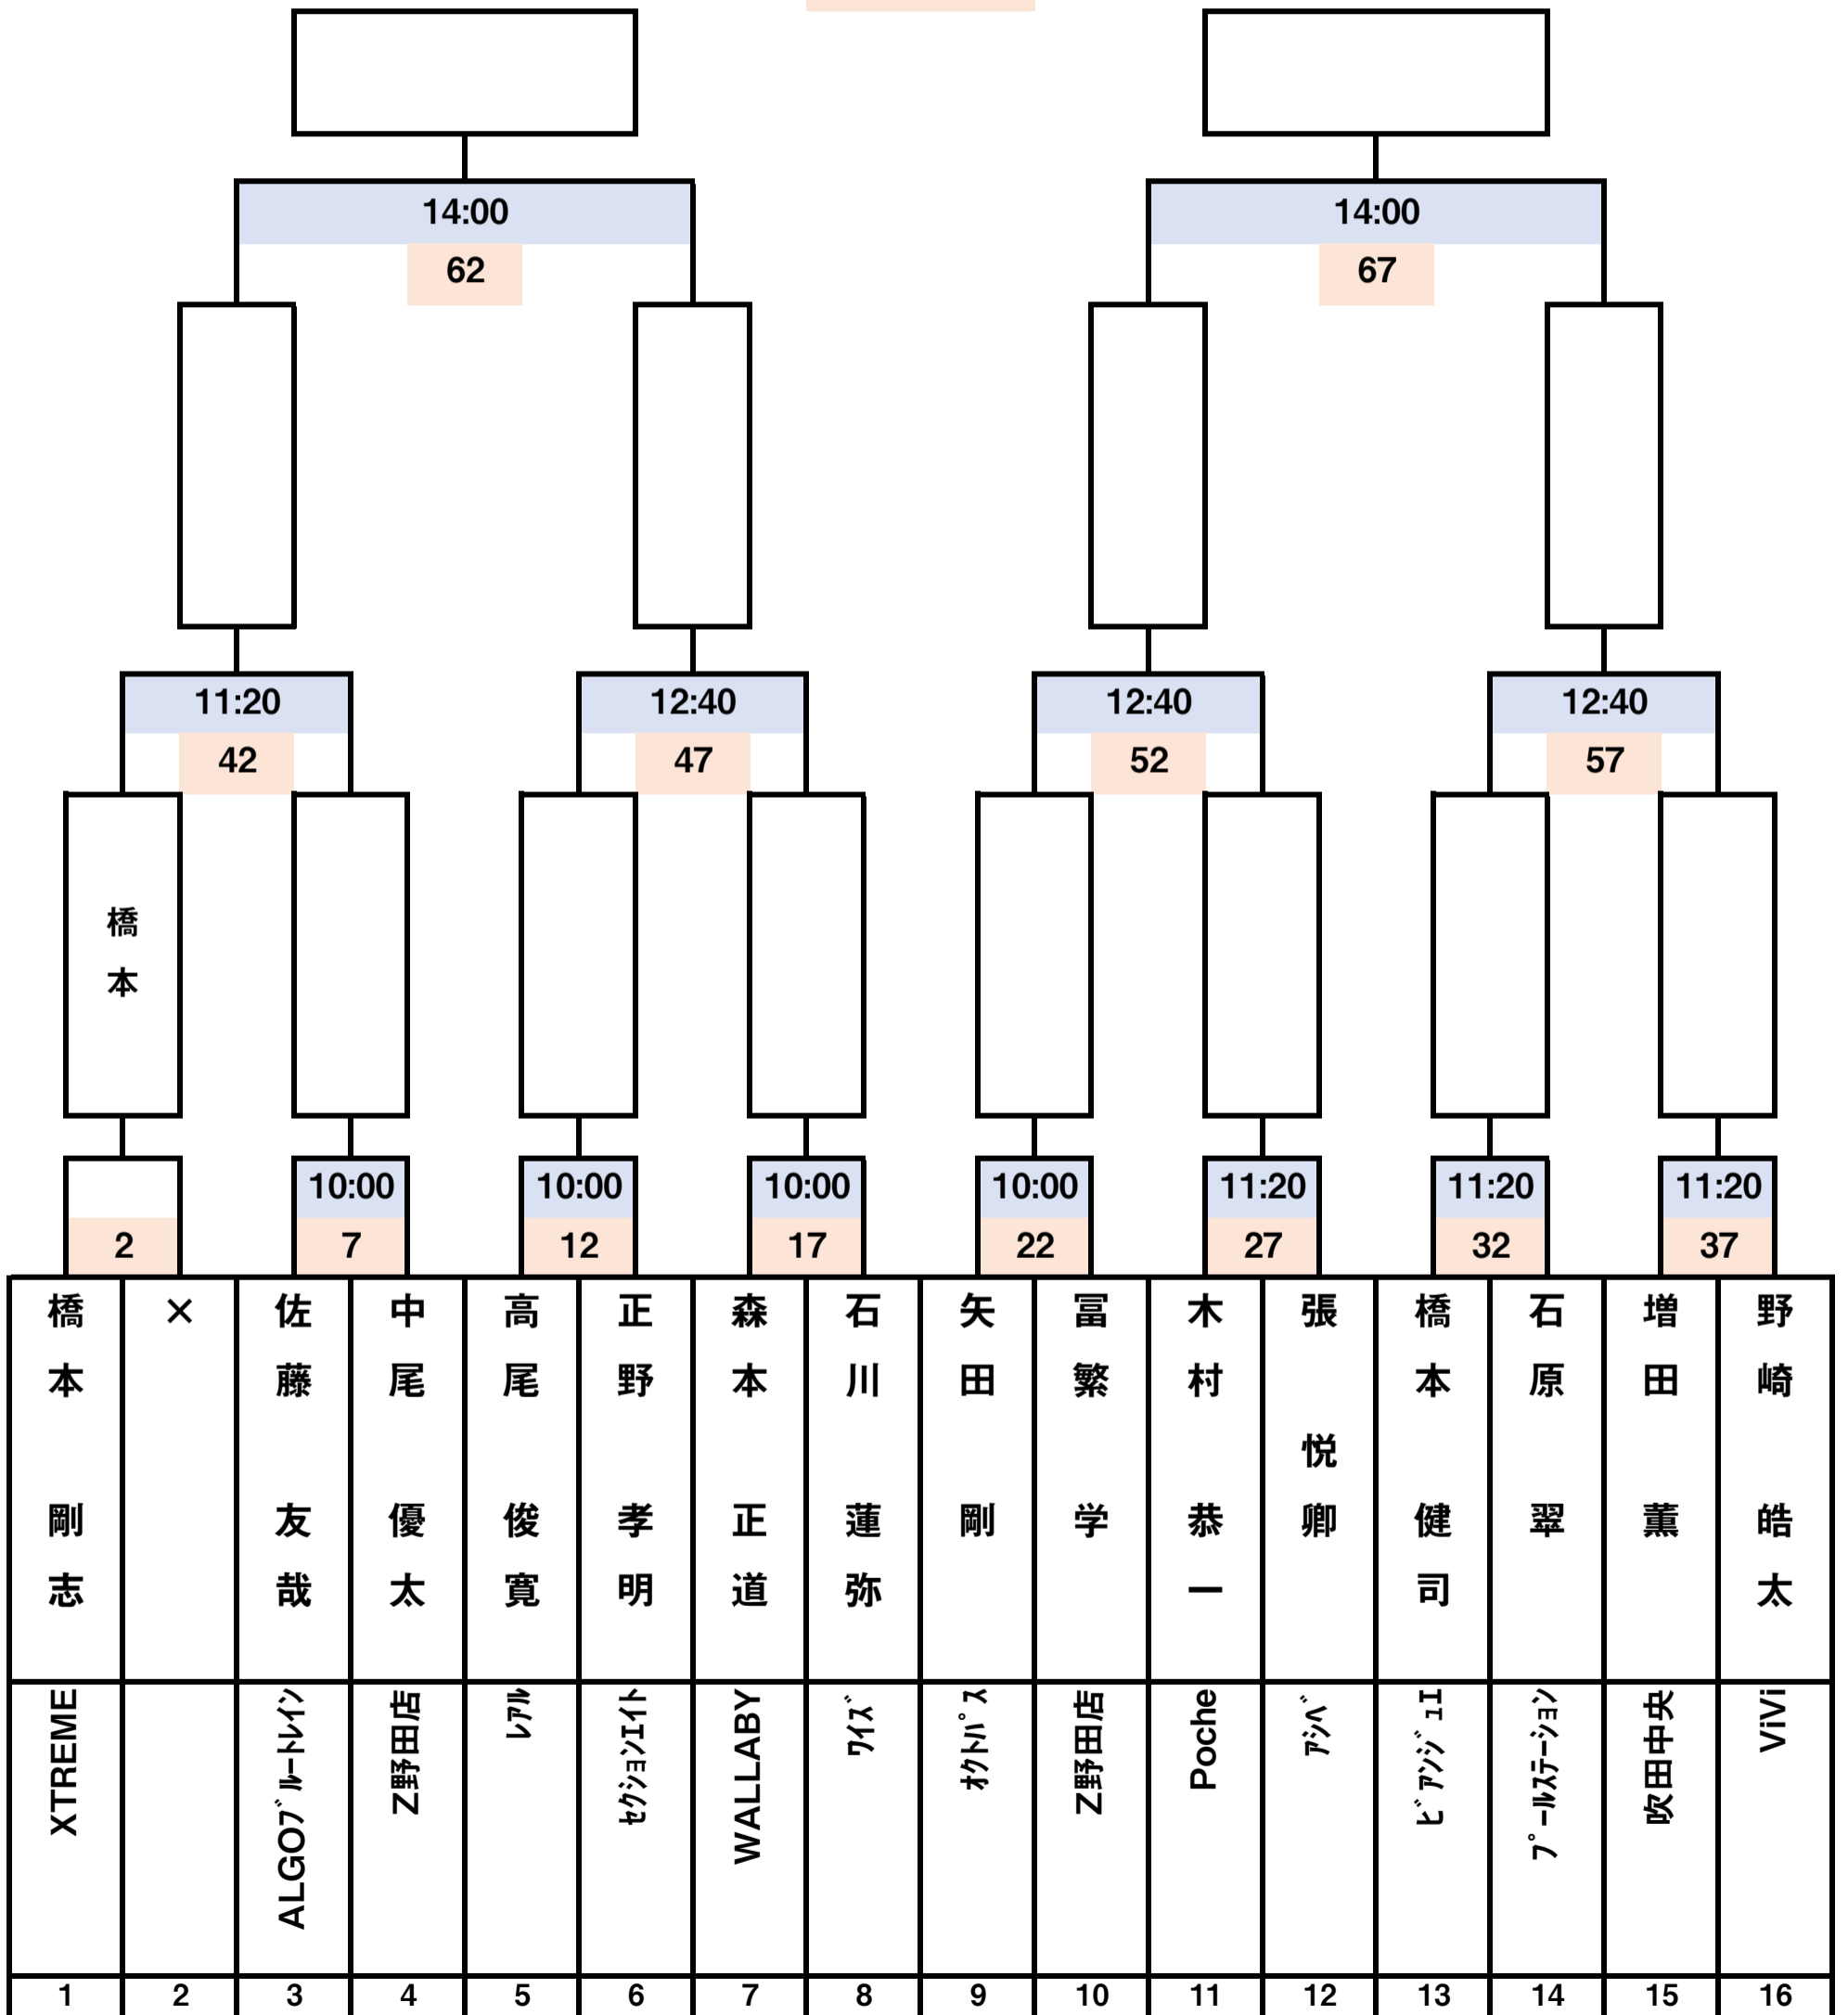 14:00
14:00
62
67
11:20
12:40
12:40
12:40
42
47
52
57
橋本
10:00
10:00
10:00
10:00
11:20
11:20
11:20
2
7
12
17
22
27
32
37
橋本 剛志
×
佐藤 友哉
中尾 優太
高尾 俊寛
正野 孝明
森本 正道
石川 蓮弥
矢田 剛
冨繁 学
木村 恭一
張 悦卿
橋本 健司
石原 翠
増田 薫
野崎 皓太
XTREME
ALGOﾌﾞﾙｰﾄﾚｲﾝ
Z野田店
ﾚｱﾙ
ｾｸｼｮﾝｴｲﾄ
WALLABY
ﾜｲｽﾞ
ｵｸﾄﾊﾟｽ
Z野田店
Poche
ｱｼﾍﾞ
ﾋﾞｱﾝｼﾞｭｴ
ﾌﾟｰﾙｽﾃｰｼｮﾝ
吹田中央
ViVi
1 2 3 4 5 6 7 8 9 10 11 12 13 14 15 16